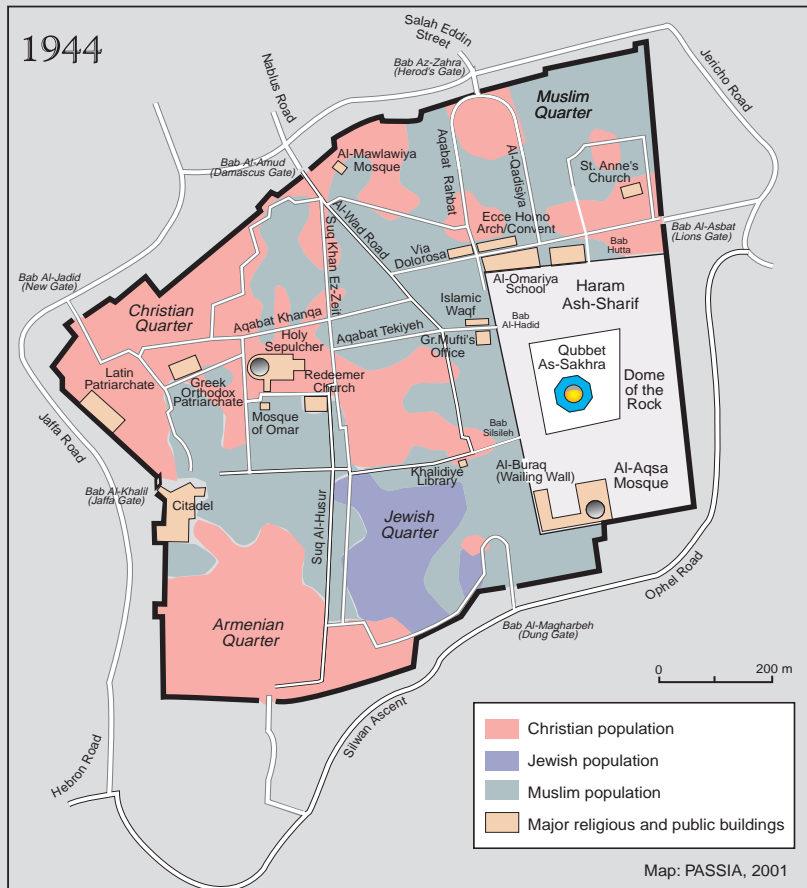 1944
Salah Eddin
Street
Bab Az-Zahra
(Herod's Gate)
Nablus Road
Jericho Road
Muslim
Quarter
Bab Al-Amud
(Damascus Gate)
Al-Mawlawiya
Mosque
Aqabat Rahbat
Al-Qadisiya
St. Anne's
Church
Al-Wad Road
Suq Khan Ez-Zeit
Ecce Homo
Arch/Convent
Via
Dolorosa
Bab Al-Asbat
(Lions Gate)
Bab
Hutta
Bab Al-Jadid
(New Gate)
Al-Omariya
School
Haram
Ash-Sharif
Christian
Quarter
Islamic
Waqf
Bab
Al-Hadid
Aqabat Khanqa
Aqabat Tekiyeh
Gr.Mufti's
Office
Holy
Sepulcher
Qubbet
As-Sakhra
Latin
Patriarchate
Greek
Orthodox
Patriarchate
Redeemer
Church
Dome
of the
Rock
Mosque
of Omar
Jaffa Road
Bab
Silsileh
Khalidiye
Library
Al-Buraq
(Wailing Wall)
Al-Aqsa
Mosque
Bab Al-Khalil
(Jaffa Gate)
Citadel
Suq Al-Husur
Jewish
Quarter
Ophel Road
Armenian
Quarter
Bab Al-Magharbeh
(Dung Gate)
0 200 m
Silwan Ascent
Hebron Road
Christian population
Jewish population
Muslim population
Major religious and public buildings
Map: PASSIA, 2001